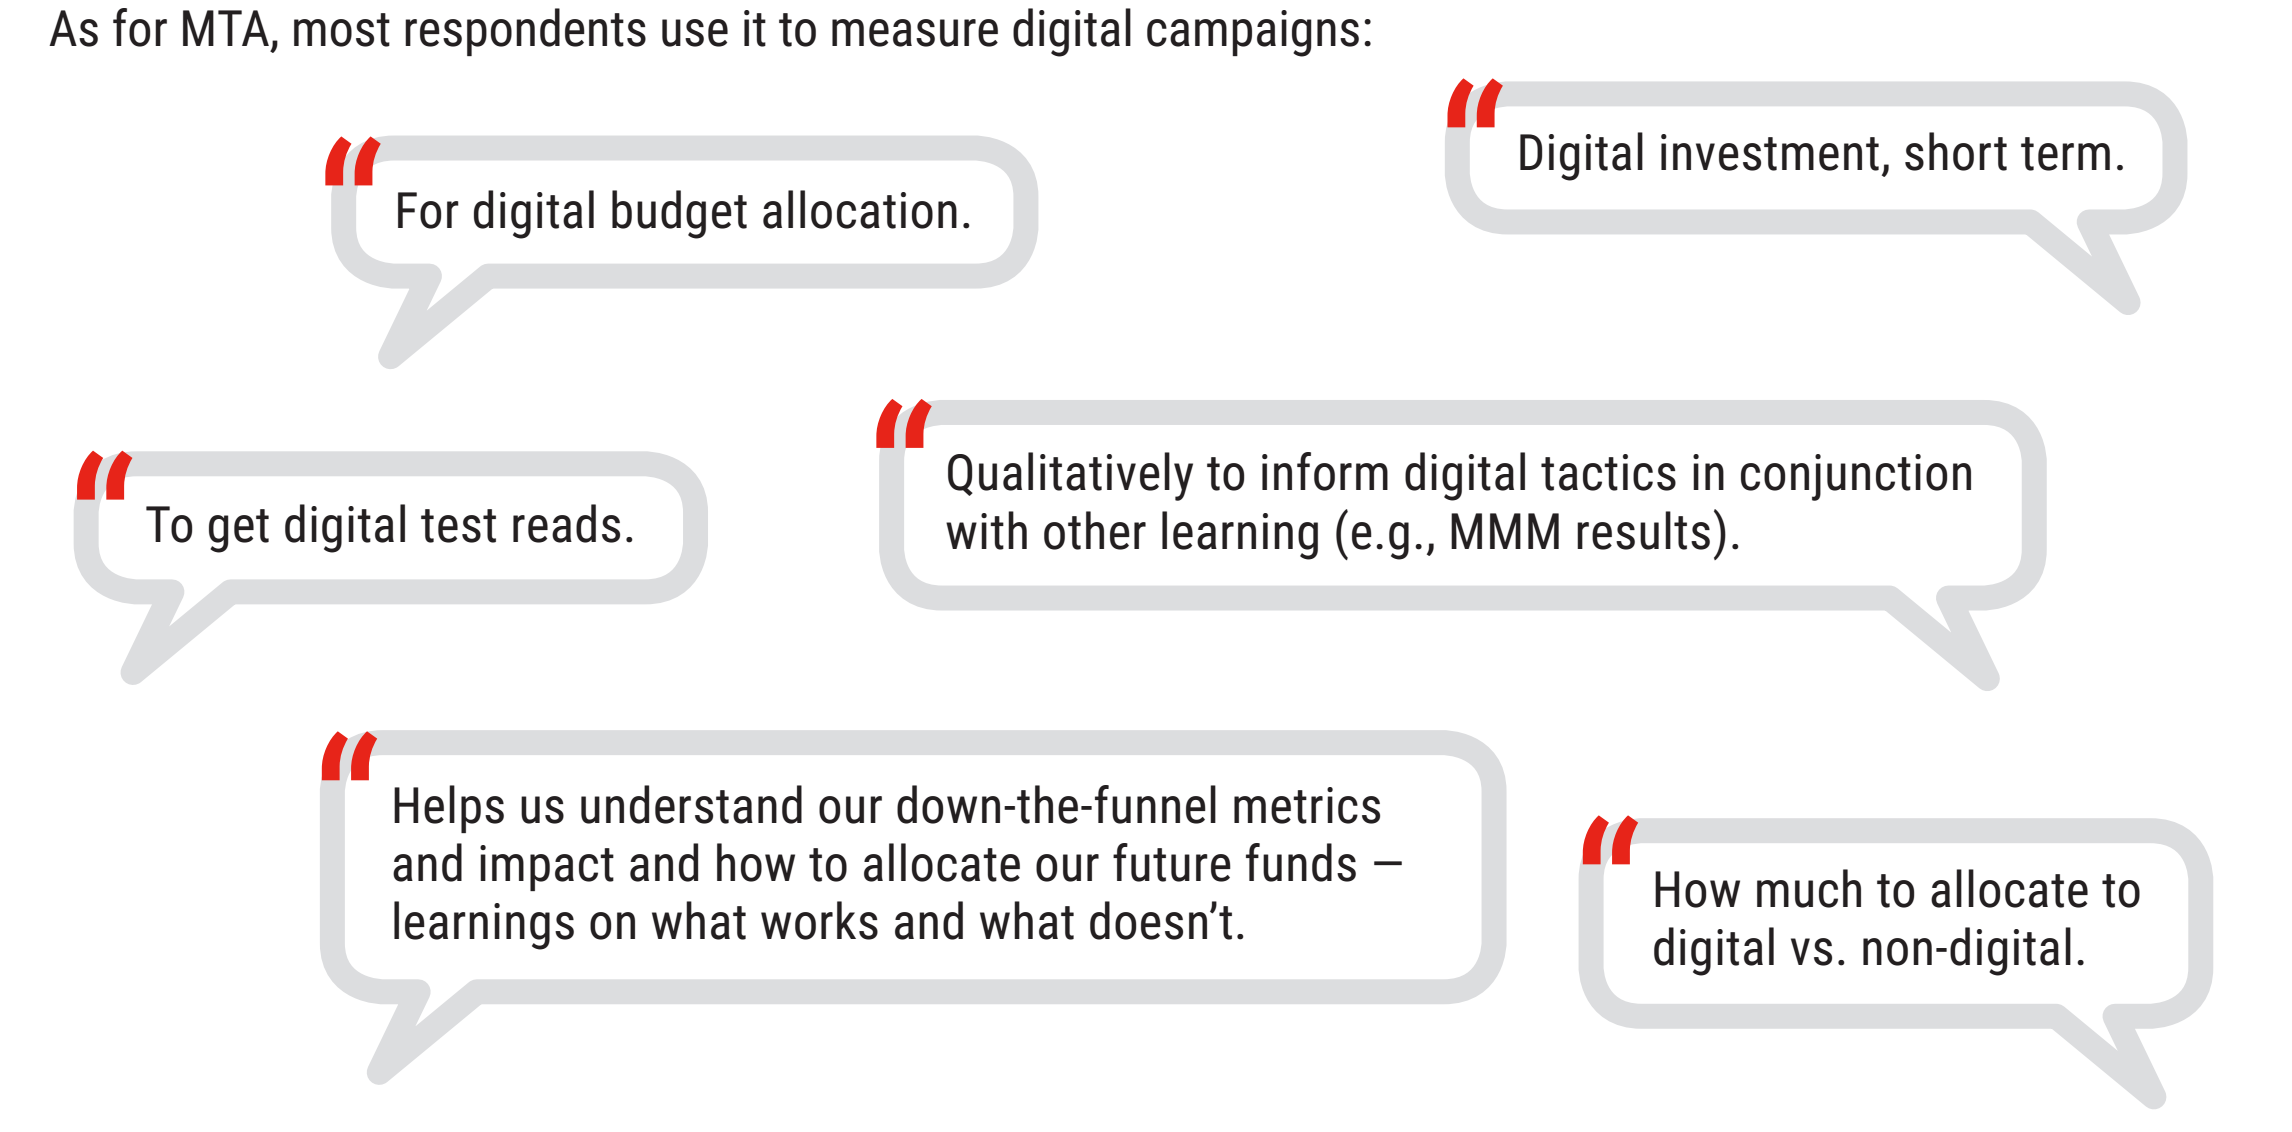 As for MTA, most respondents use it to measure digital campaigns:
“
For digital budget allocation.
“
Digital investment, short term.
“
To get digital test reads.
“
Qualitatively to inform digital tactics in conjunction
with other learning (e.g., MMM results).
“
Helps us understand our down-the-funnel metrics
and impact and how to allocate our future funds —
learnings on what works and what doesn’t.
“
How much to allocate to
digital vs. non-digital.